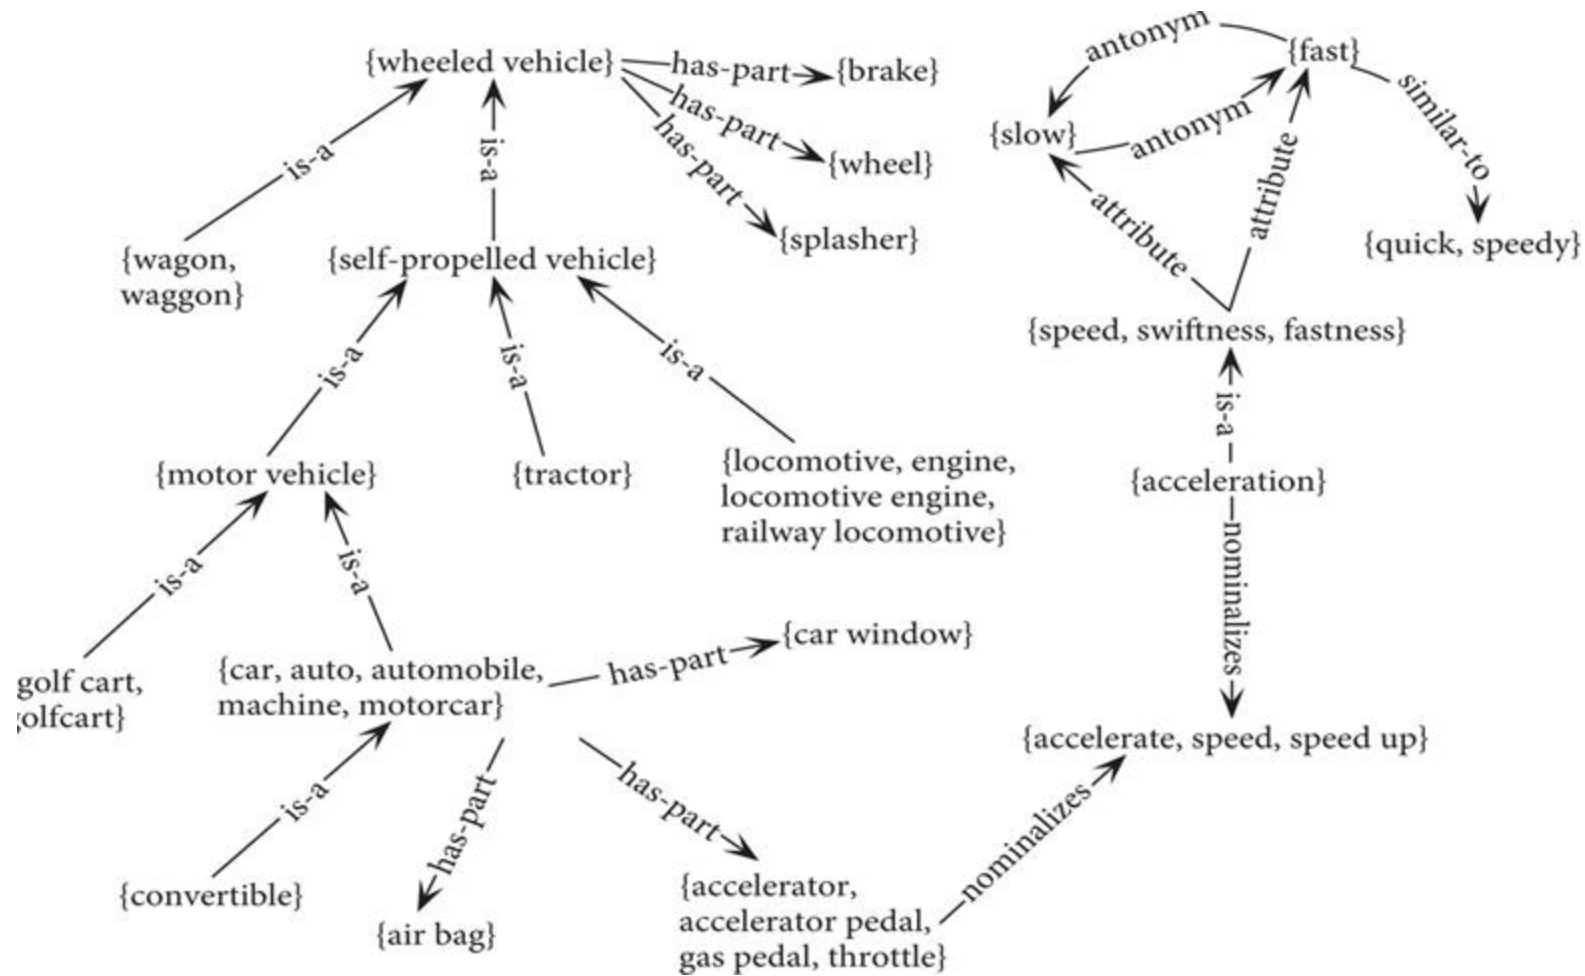 antonym
{fast}
{wheeled vehicle}
has-part
{brake}
similar-to
has-part
{slow}
antonym
is-a
is-a
has-part
{wheel}
attribute
attribute
{splasher}
{quick, speedy}
{wagon,
waggon}
{self-propelled vehicle}
{speed, swiftness, fastness}
is-a
is-a
is-a
is-a
{motor vehicle}
{tractor}
{locomotive, engine,
locomotive engine,
railway locomotive}
{acceleration}
is-a
is-a
nominalizes
{car window}
has-part
golf cart,
olfcart}
{car, auto, automobile,
machine, motorcar}
{accelerate, speed, speed up}
is-a
has-part
has-part
nominalizes
{convertible}
{air bag}
{accelerator,
accelerator pedal,
gas pedal, throttle}